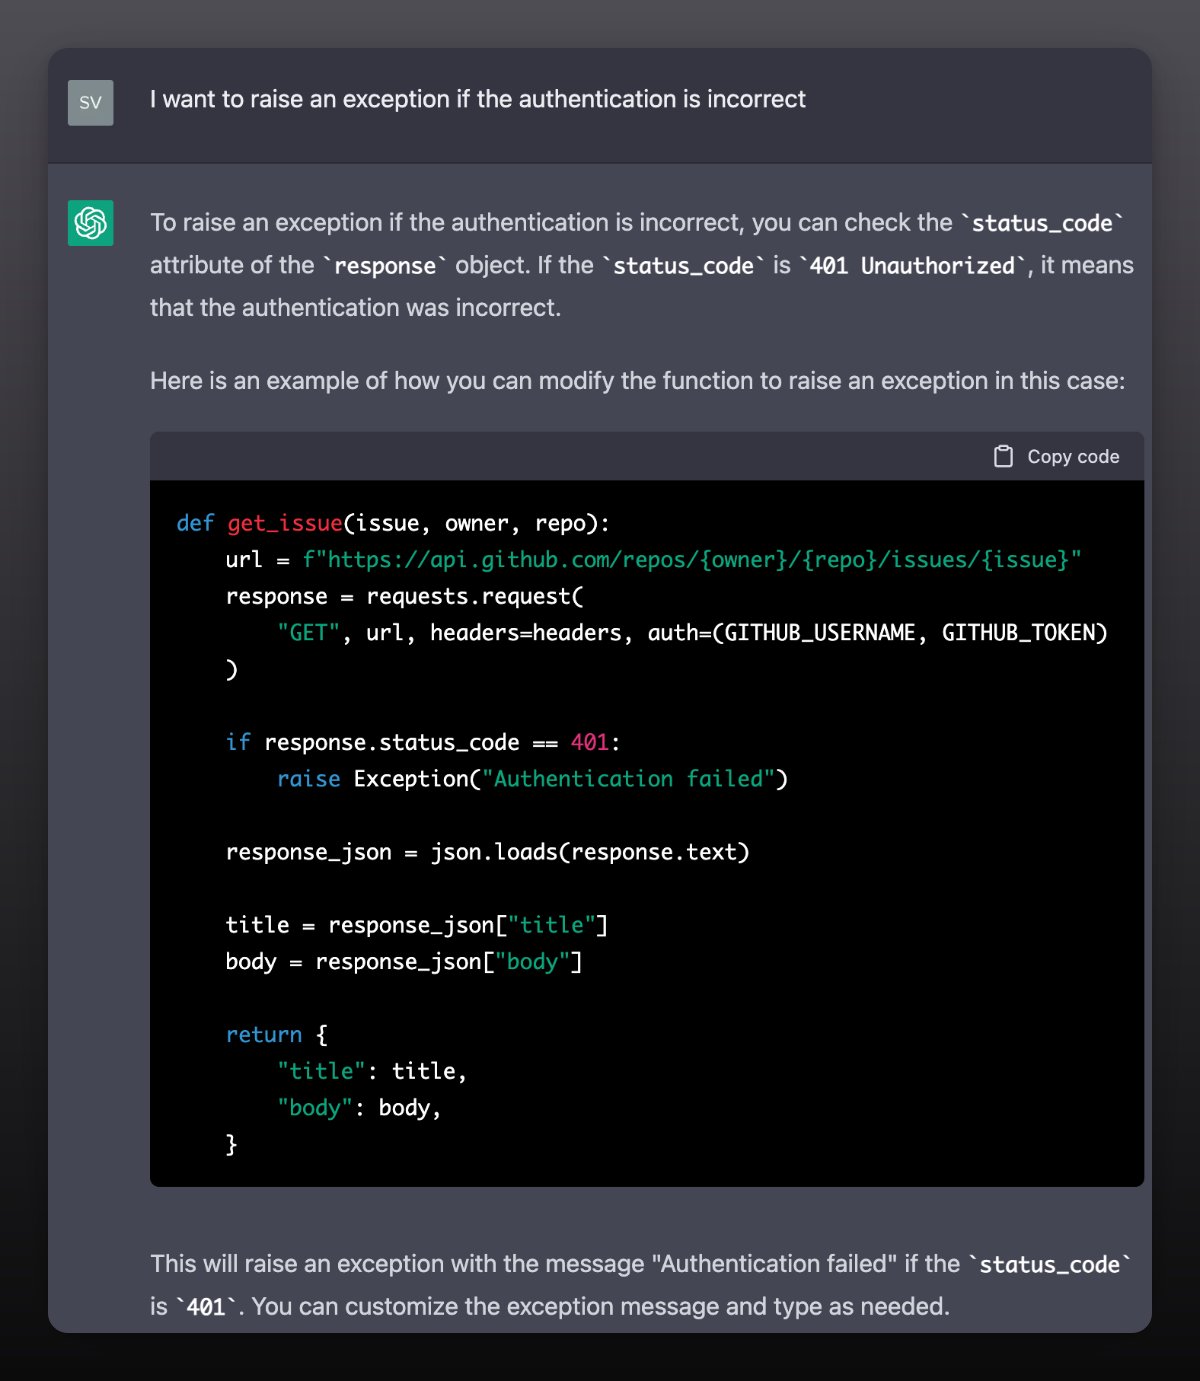 SV
I want to raise an exception if the authentication is incorrect
To raise an exception if the authentication is incorrect, you can check the `status_code`
attribute of the `response` object. If the `status_code` is `401 Unauthorized`, it means
that the authentication was incorrect.
Here is an example of how you can modify the function to raise an exception in this case:
Copy code
def get_issue(issue, owner, repo):
    url = f"https://api.github.com/repos/{owner}/{repo}/issues/{issue}"
    response = requests.request(
        "GET", url, headers=headers, auth=(GITHUB_USERNAME, GITHUB_TOKEN)
    )
    if response.status_code == 401:
        raise Exception("Authentication failed")
    response_json = json.loads(response.text)
    title = response_json["title"]
    body = response_json["body"]
    return {
        "title": title,
        "body": body,
    }
This will raise an exception with the message "Authentication failed" if the `status_code`
is `401`. You can customize the exception message and type as needed.